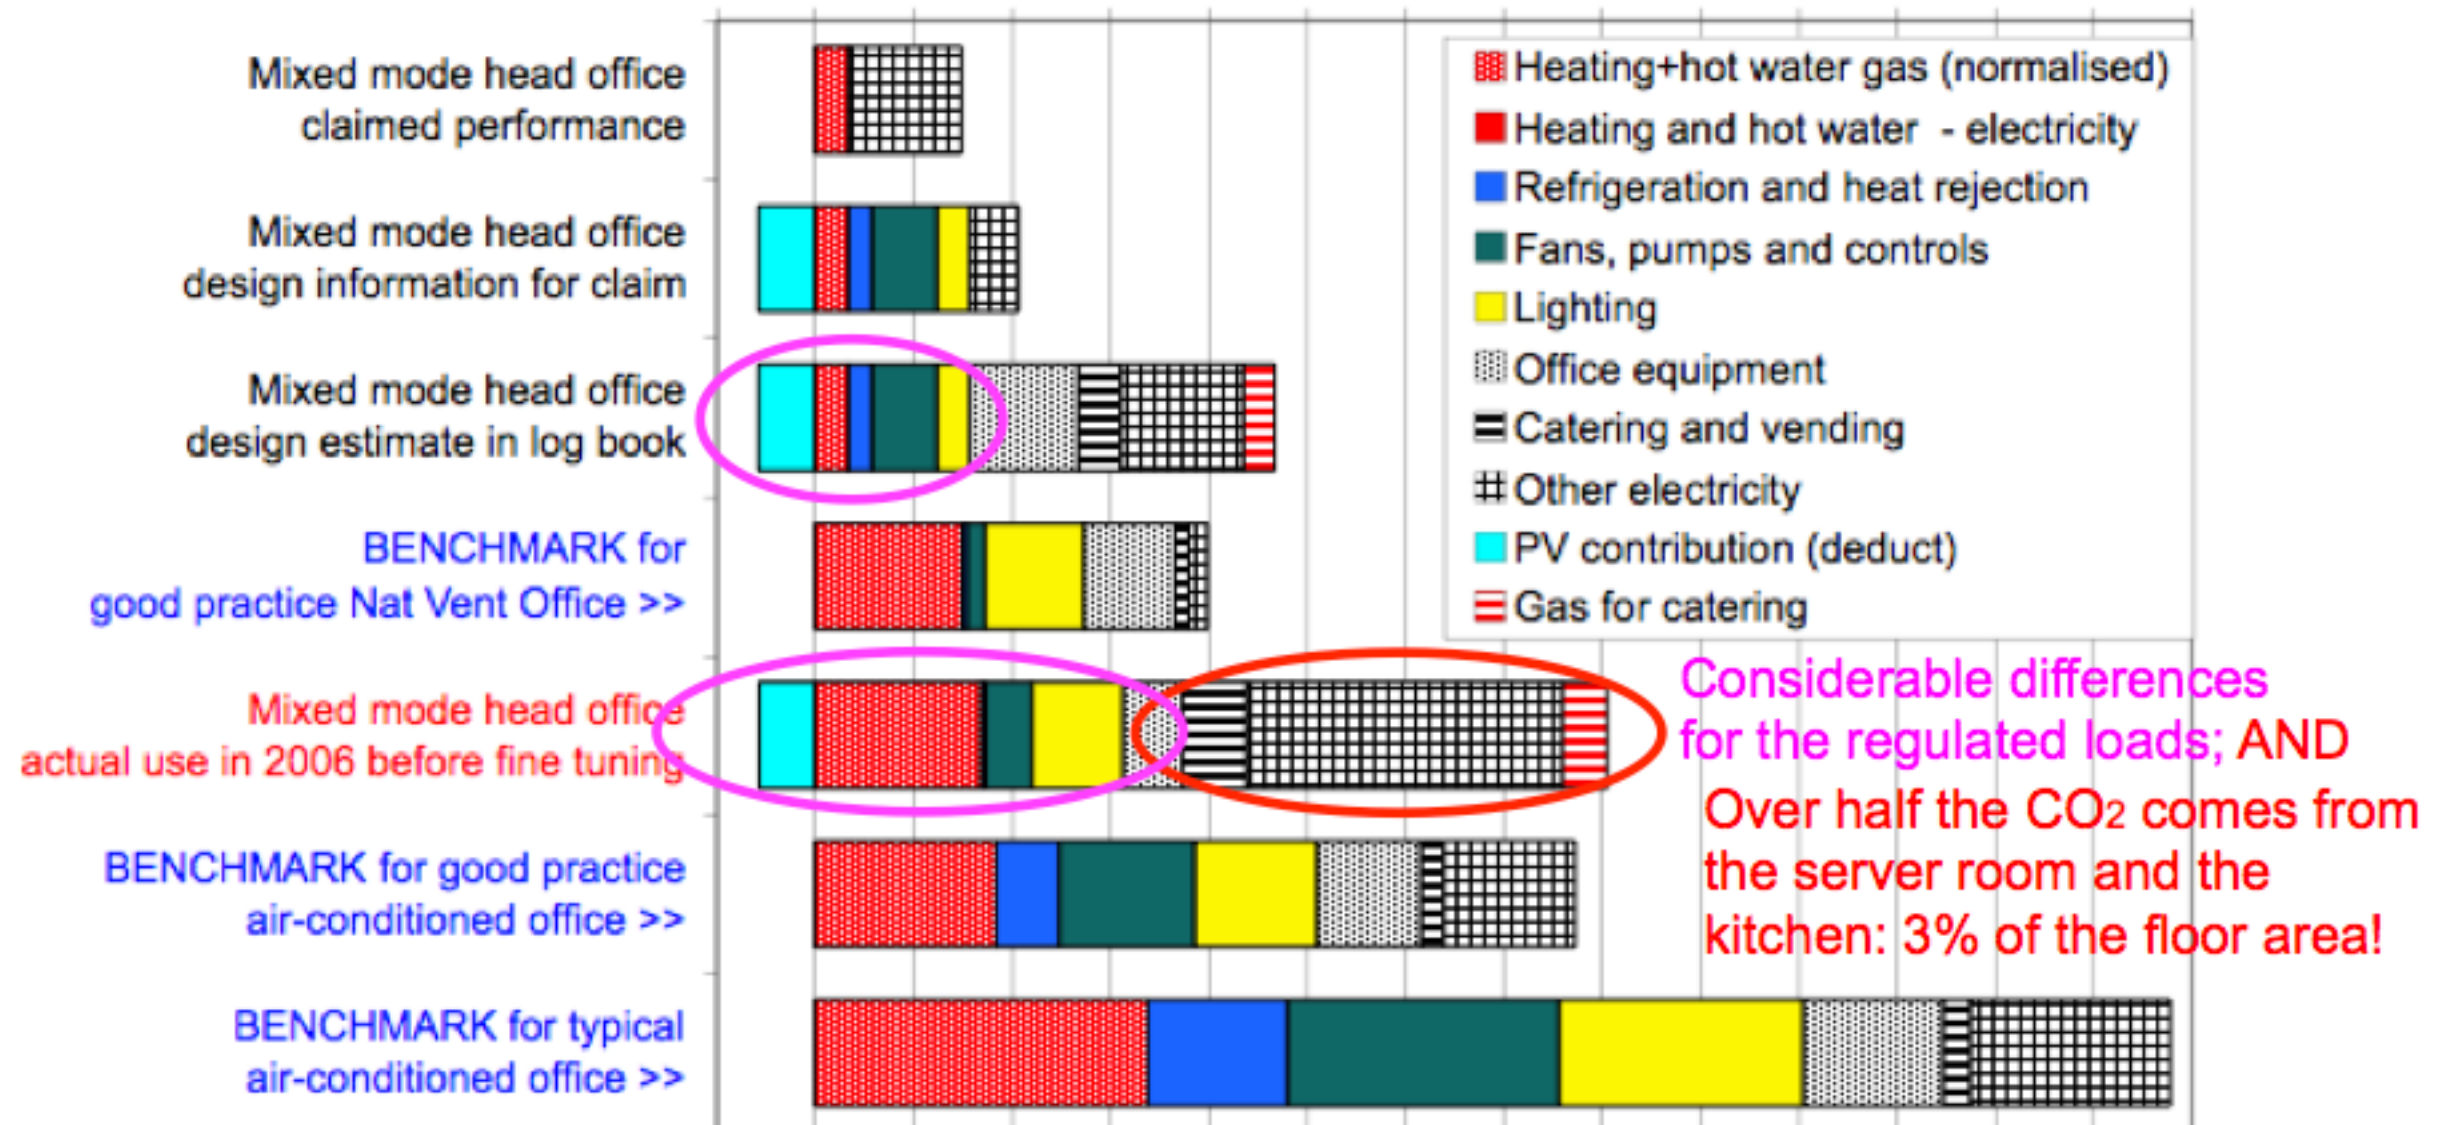 Mixed mode head office
claimed performance
Mixed mode head office
design information for claim
Mixed mode head office
design estimate in log book
BENCHMARK for
good practice Nat Vent Office >>
Mixed mode head office
actual use in 2006 before fine tuning
BENCHMARK for good practice
air-conditioned office >>
BENCHMARK for typical
air-conditioned office >>
Heating+hot water gas (normalised)
Heating and hot water - electricity
Refrigeration and heat rejection
Fans, pumps and controls
Lighting
Office equipment
Catering and vending
Other electricity
PV contribution (deduct)
Gas for catering
Considerable differences
for the regulated loads; AND
Over half the CO2 comes from
the server room and the
kitchen: 3% of the floor area!